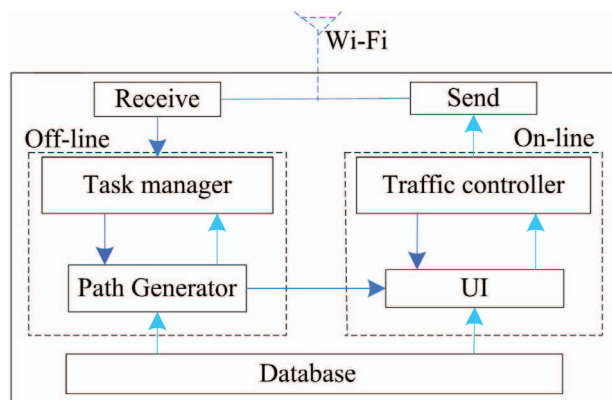 Wi-Fi
Receive
Send
Off-line
On-line
Task manager
Traffic controller
Path Generator
UI
Database